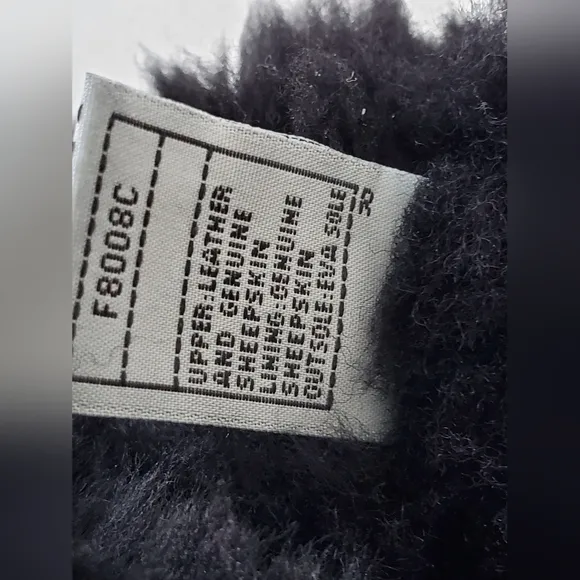 F8008C
UPPER:LEATHER
AND GENUINE
SHEEPSKIN
LINING:GENUINE
SHEEPSKIN
OUTSOLE:EVA SOLE